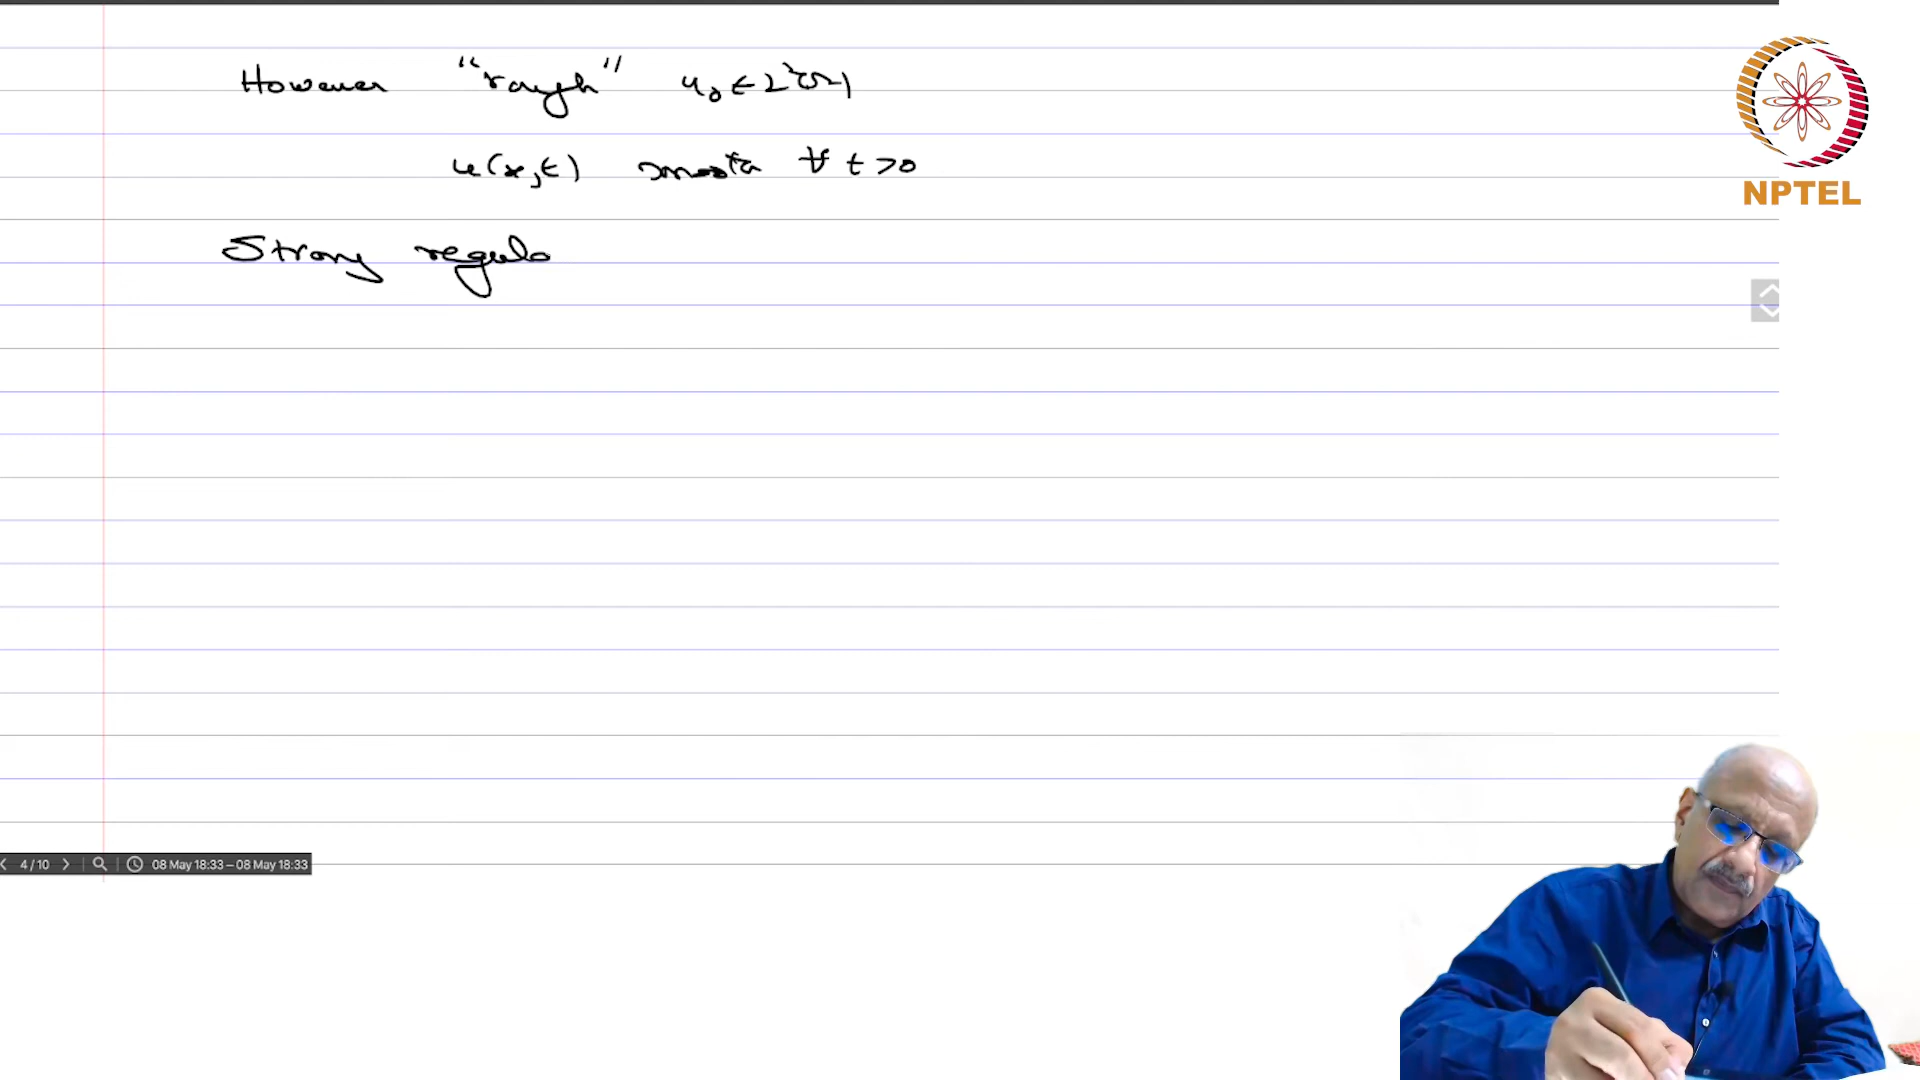 However "rough" u₀ ∈ L²(Ω)
u(x,t) smooth ∀ t >0
Strong regula
NPTEL
4/10 08 May 18:33 – 08 May 18:33